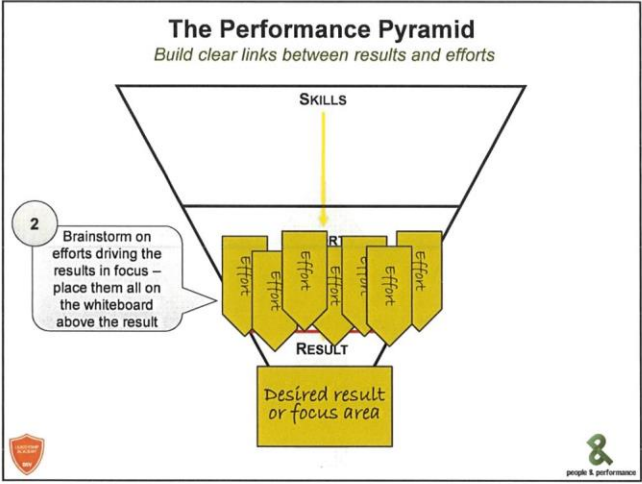 The Performance Pyramid
Build clear links between results and efforts
SKILLS
2
Brainstorm on
efforts driving the
results in focus –
place them all on
the whiteboard
above the result
Effort
Effort
Effort
Effort
Effort
Effort
Effort
RESULT
Desired result
or focus area
people & performance